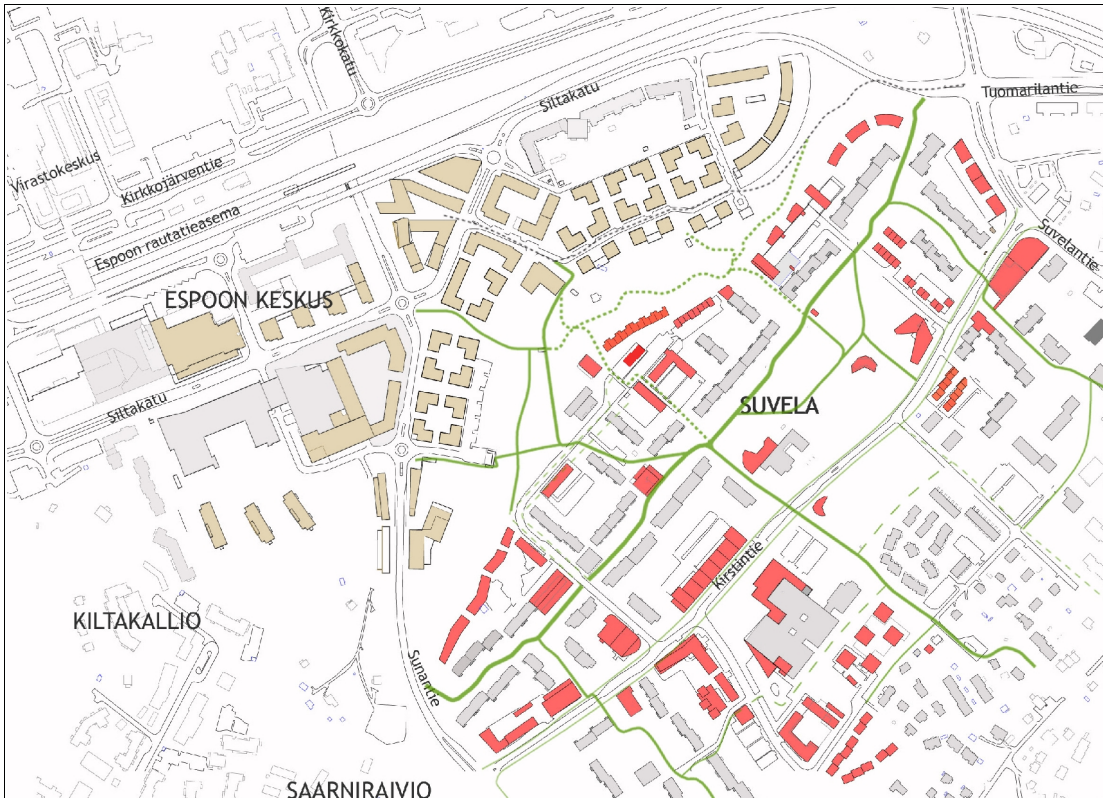 Kirkkokatu
Siltakatu
Tuomarilantie
Virastokeskus
Kirkkojärventie
Espoon rautatieasema
Suvelantie
ESPOON KESKUS
Siltakatu
SUVELA
Kirstintie
KILTAKALLIO
Sunantie
SAARNIRAIVIO